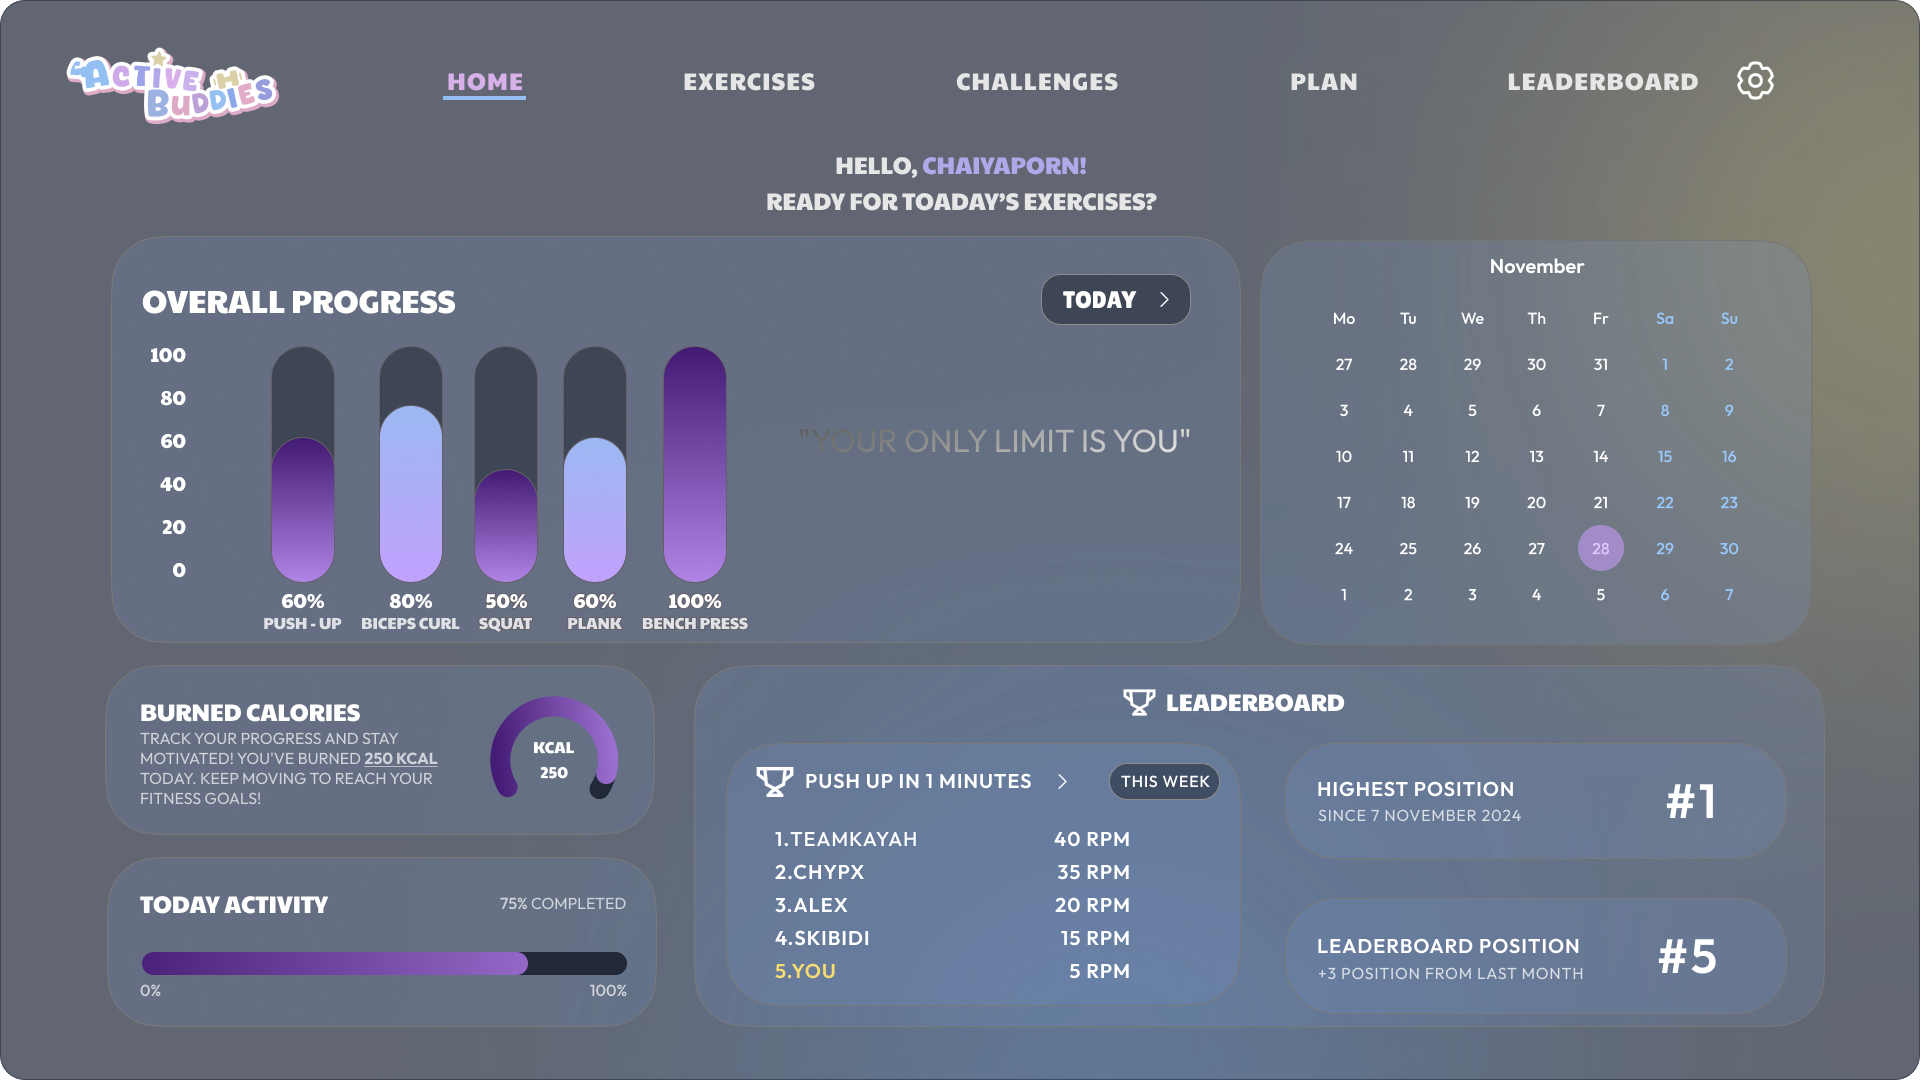 ACTIVE
BUDDIES
HOME
EXERCISES
CHALLENGES
PLAN
LEADERBOARD
HELLO, CHAIYAPORN!
READY FOR TOADAY'S EXERCISES?
OVERALL PROGRESS
TODAY
100
80
60
40
20
0
60%
PUSH - UP
80%
BICEPS CURL
50%
SQUAT
60%
PLANK
100%
BENCH PRESS
"YOUR ONLY LIMIT IS YOU"
November
Mo Tu We Th Fr Sa Su
27 28 29 30 31 1 2
3 4 5 6 7 8 9
10 11 12 13 14 15 16
17 18 19 20 21 22 23
24 25 26 27 28 29 30
1 2 3 4 5 6 7
BURNED CALORIES
TRACK YOUR PROGRESS AND STAY
MOTIVATED! YOU'VE BURNED 250 KCAL
TODAY. KEEP MOVING TO REACH YOUR
FITNESS GOALS!
KCAL
250
TODAY ACTIVITY
75% COMPLETED
0%
100%
LEADERBOARD
PUSH UP IN 1 MINUTES
THIS WEEK
1.TEAMKAYAH 40 RPM
2.CHYPX 35 RPM
3.ALEX 20 RPM
4.SKIBIDI 15 RPM
5.YOU 5 RPM
HIGHEST POSITION
SINCE 7 NOVEMBER 2024
#1
LEADERBOARD POSITION
+3 POSITION FROM LAST MONTH
#5